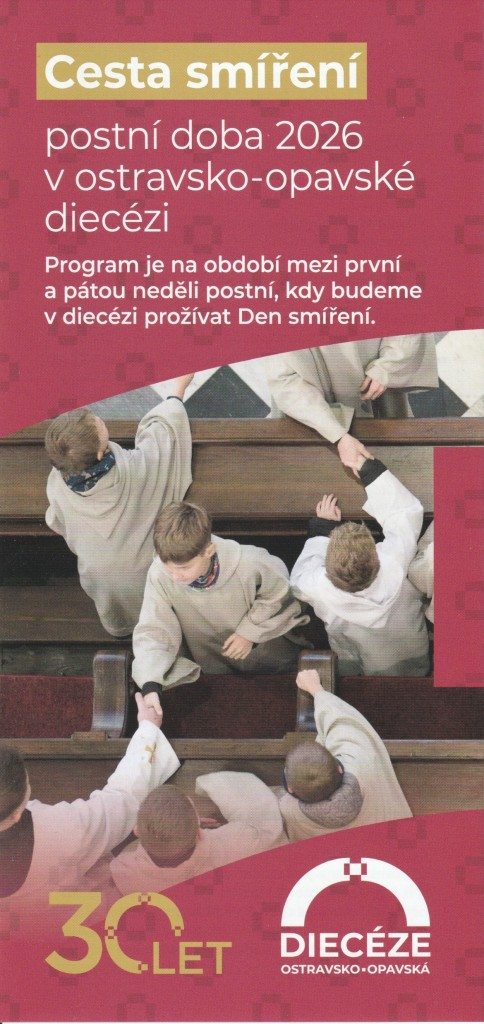 Cesta smíření
postní doba 2026
v ostravsko-opavské
diecézi
Program je na období mezi první
a pátou neděli postní, kdy budeme
v diecézi prožívat Den smíření.
30 LET
DIECÉZE
OSTRAVSKO•OPAVSKÁ